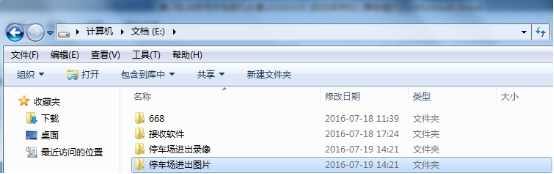 计算机 ▸ 文档 (E:) ▸
文件(F) 编辑(E) 查看(V) 工具(T) 帮助(H)
组织 打开 包含到库中 共享 新建文件夹
收藏夹
下载
桌面
最近访问的位置
名称 修改日期 类型 大小
668 2016-07-18 11:39 文件夹
接收软件 2016-07-18 17:24 文件夹
停车场进出录像 2016-07-19 14:21 文件夹
停车场进出图片 2016-07-19 14:21 文件夹